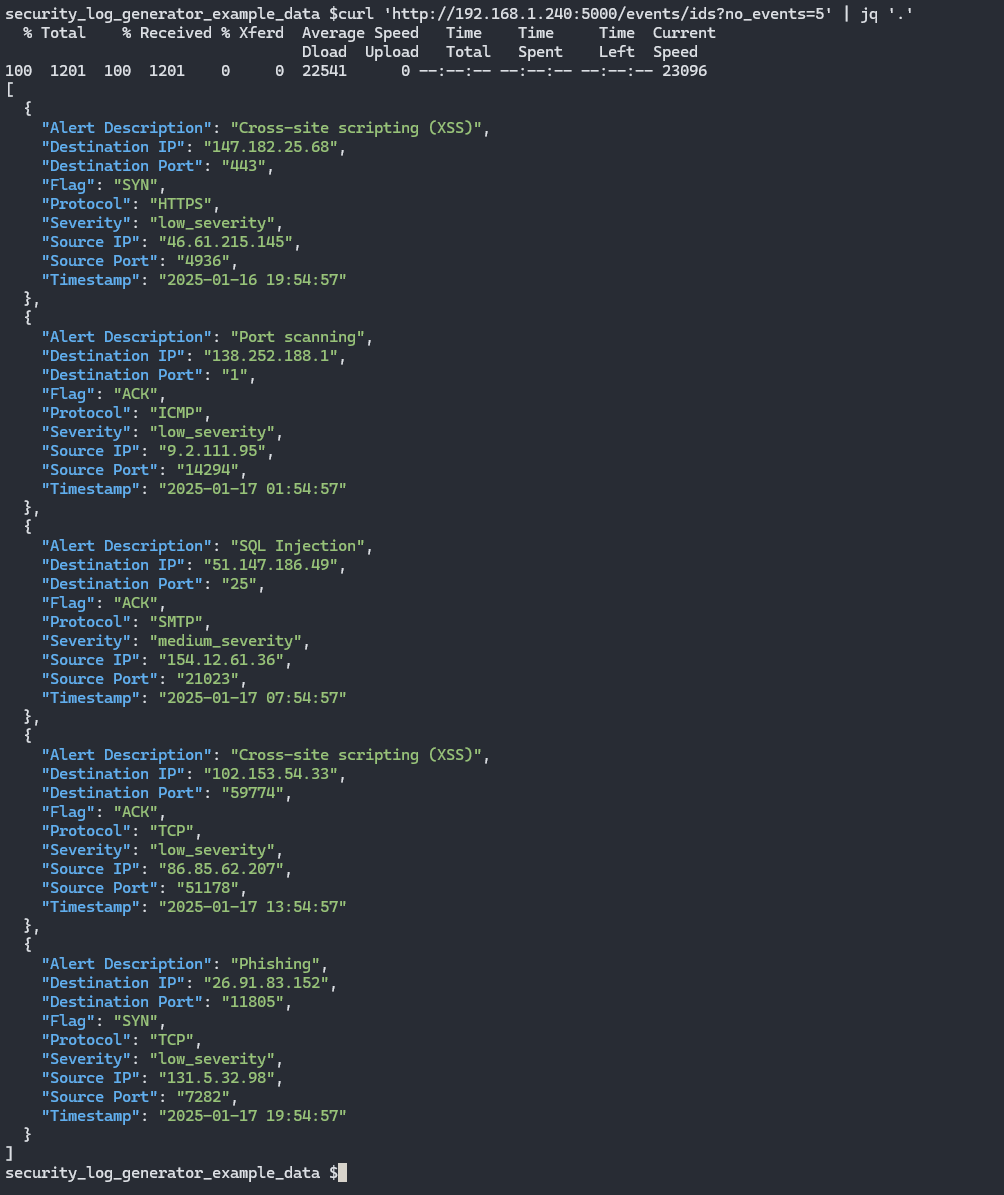 security_log_generator_example_data $curl 'http://192.168.1.240:5000/events/ids?no_events=5' | jq '.'
  % Total    % Received % Xferd  Average Speed   Time    Time     Time  Current
                                 Dload  Upload   Total   Spent    Left  Speed
100  1201  100  1201    0     0  22541      0 --:--:-- --:--:-- --:--:-- 23096
[
  {
    "Alert Description": "Cross-site scripting (XSS)",
    "Destination IP": "147.182.25.68",
    "Destination Port": "443",
    "Flag": "SYN",
    "Protocol": "HTTPS",
    "Severity": "low_severity",
    "Source IP": "46.61.215.145",
    "Source Port": "4936",
    "Timestamp": "2025-01-16 19:54:57"
  },
  {
    "Alert Description": "Port scanning",
    "Destination IP": "138.252.188.1",
    "Destination Port": "1",
    "Flag": "ACK",
    "Protocol": "ICMP",
    "Severity": "low_severity",
    "Source IP": "9.2.111.95",
    "Source Port": "14294",
    "Timestamp": "2025-01-17 01:54:57"
  },
  {
    "Alert Description": "SQL Injection",
    "Destination IP": "51.147.186.49",
    "Destination Port": "25",
    "Flag": "ACK",
    "Protocol": "SMTP",
    "Severity": "medium_severity",
    "Source IP": "154.12.61.36",
    "Source Port": "21023",
    "Timestamp": "2025-01-17 07:54:57"
  },
  {
    "Alert Description": "Cross-site scripting (XSS)",
    "Destination IP": "102.153.54.33",
    "Destination Port": "59774",
    "Flag": "ACK",
    "Protocol": "TCP",
    "Severity": "low_severity",
    "Source IP": "86.85.62.207",
    "Source Port": "51178",
    "Timestamp": "2025-01-17 13:54:57"
  },
  {
    "Alert Description": "Phishing",
    "Destination IP": "26.91.83.152",
    "Destination Port": "11805",
    "Flag": "SYN",
    "Protocol": "TCP",
    "Severity": "low_severity",
    "Source IP": "131.5.32.98",
    "Source Port": "7282",
    "Timestamp": "2025-01-17 19:54:57"
  }
]
security_log_generator_example_data $